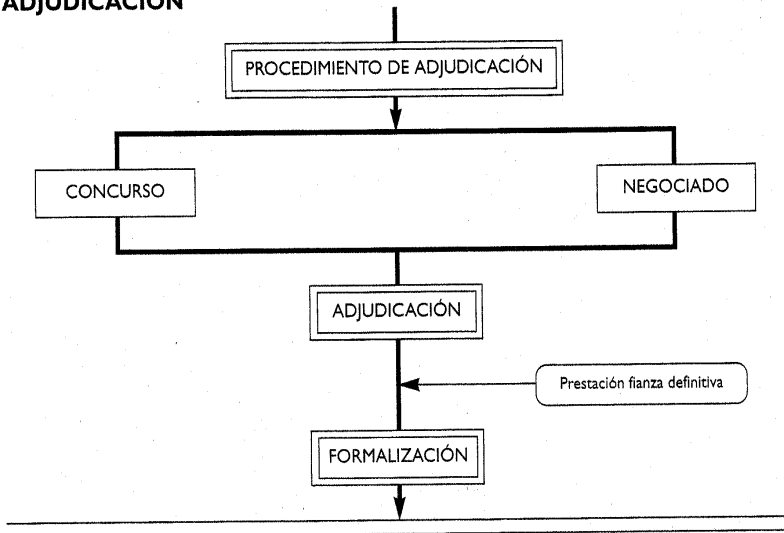 ADJUDICACIÓN
PROCEDIMIENTO DE ADJUDICACIÓN
CONCURSO
NEGOCIADO
ADJUDICACIÓN
Prestación fianza definitiva
FORMALIZACIÓN